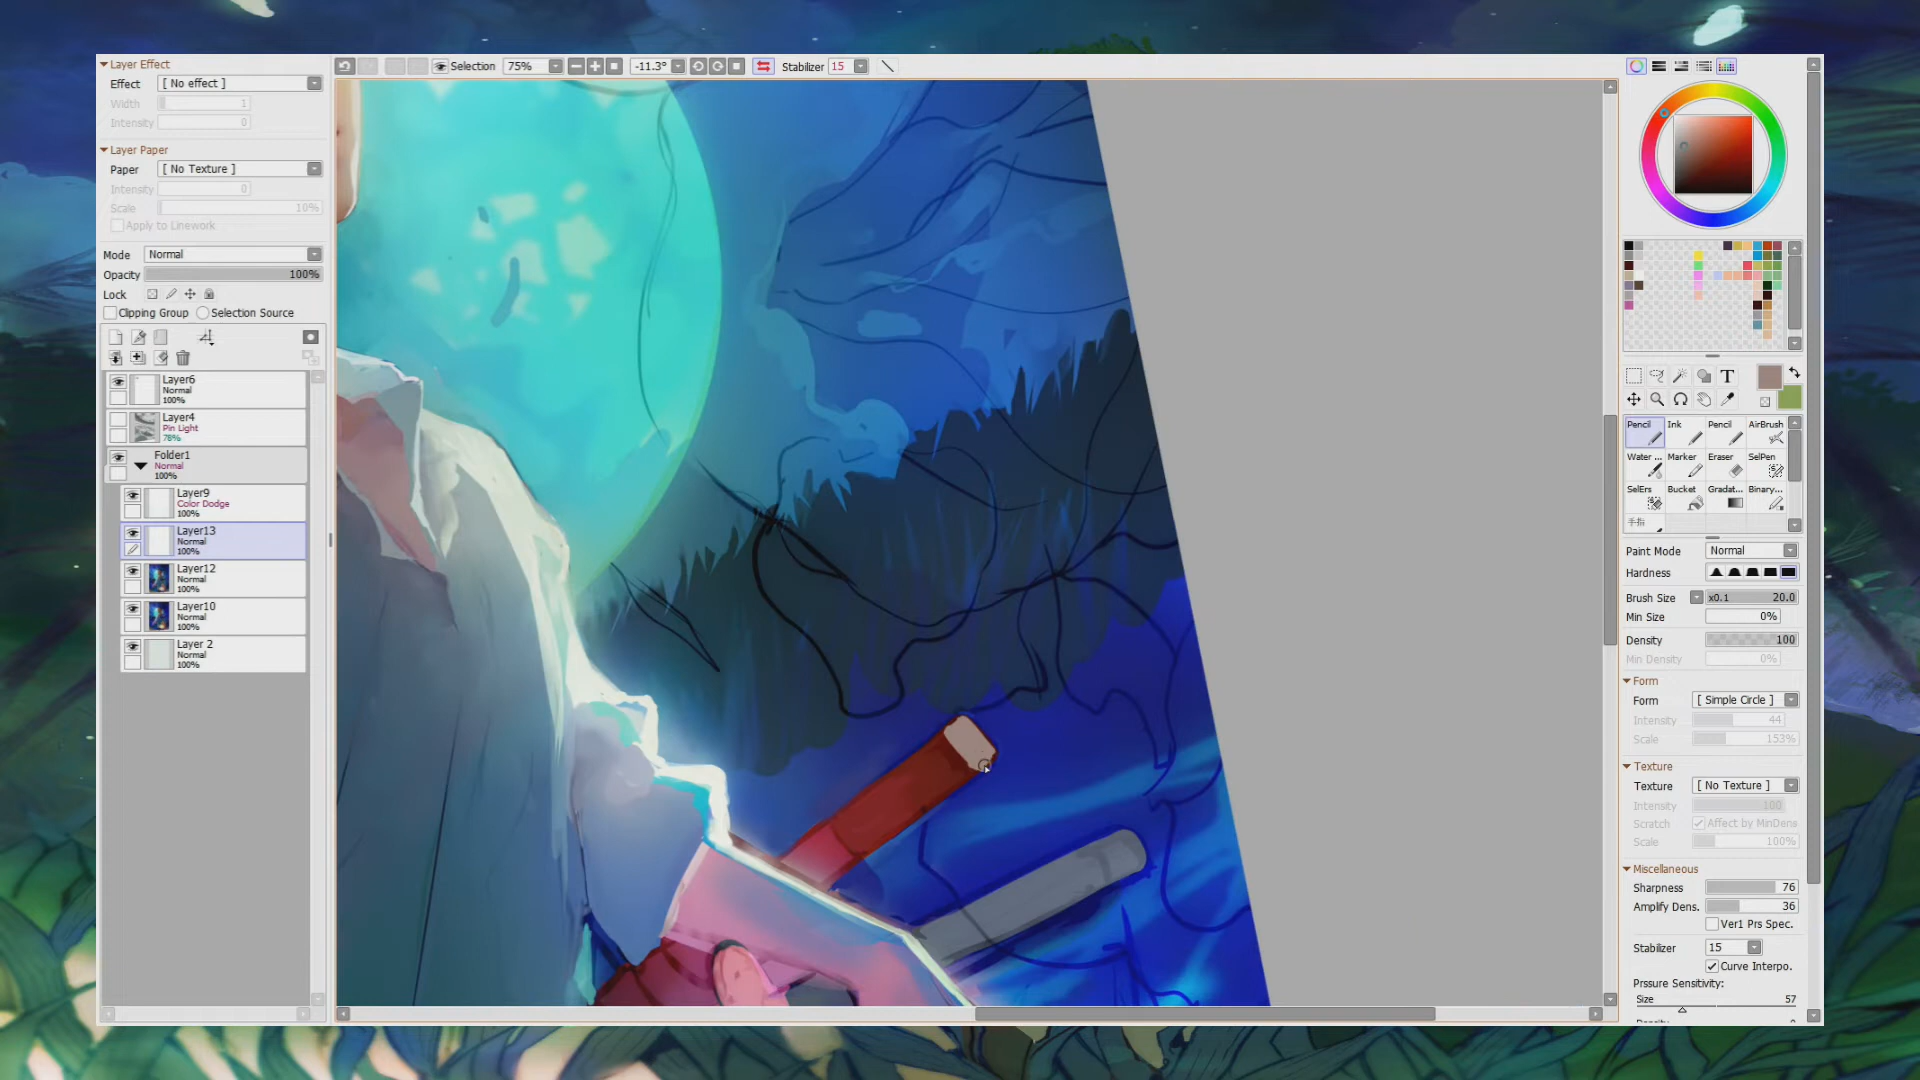 Layer Effect
Effect [ No effect ]
Width 1
Intensity 0
Layer Paper
Paper [ No Texture ]
Intensity 0
Scale 10%
Apply to Linework
Mode Normal
Opacity 100%
Lock
Clipping Group Selection Source
Layer6
Normal
100%
Layer4
Pin Light
78%
Folder1
Normal
100%
Layer9
Color Dodge
100%
Layer13
Normal
100%
Layer12
Normal
100%
Layer10
Normal
100%
Layer 2
Normal
100%
Selection 75% -11.3° Stabilizer 15
T
Pencil Ink Pencil AirBrush
Water ... Marker Eraser SelPen
SelErs Bucket Gradat... Binary...
手指
Paint Mode Normal
Hardness
Brush Size x0.1 20.0
Min Size 0%
Density 100
Min Density 0%
Form
Form [ Simple Circle ]
Intensity 44
Scale 153%
Texture
Texture [ No Texture ]
Intensity 100
Scratch Affect by MinDens
Scale 100%
Miscellaneous
Sharpness 76
Amplify Dens. 36
Ver1 Prs Spec.
Stabilizer 15
Curve Interpo.
Prssure Sensitivity:
Size 57